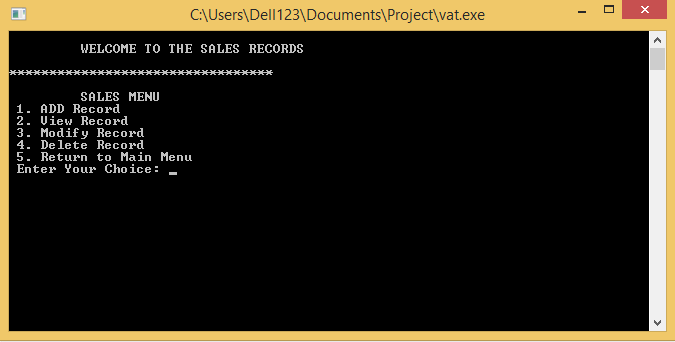 C:\Users\Dell123\Documents\Project\vat.exe
WELCOME TO THE SALES RECORDS
*********************************
SALES MENU
1. ADD Record
2. View Record
3. Modify Record
4. Delete Record
5. Return to Main Menu
Enter Your Choice: _